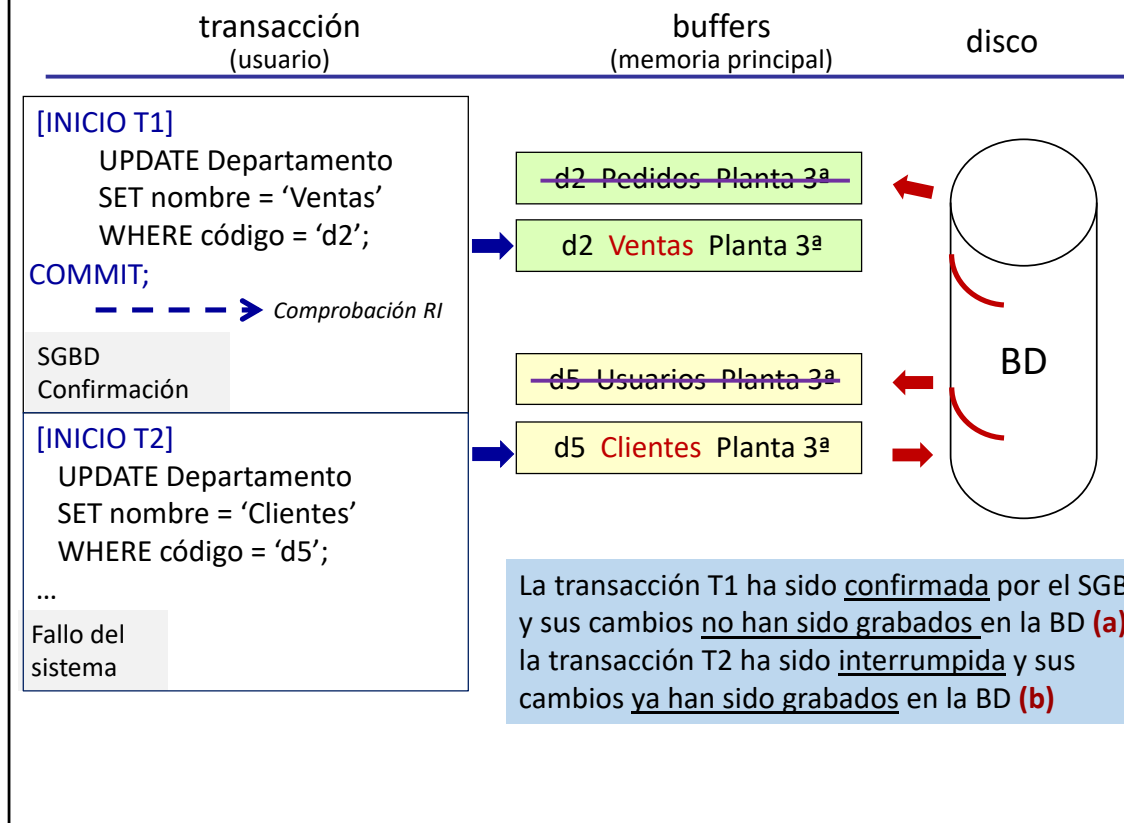 transacción
(usuario)
buffers
(memoria principal)
disco
[INICIO T1]
UPDATE Departamento
SET nombre = ‘Ventas’
WHERE código = ‘d2’;
COMMIT;
Comprobación RI
SGBD
Confirmación
[INICIO T2]
UPDATE Departamento
SET nombre = ‘Clientes’
WHERE código = ‘d5’;
...
Fallo del
sistema
d2 Pedidos Planta 3ª
d2 Ventas Planta 3ª
d5 Usuarios Planta 3ª
d5 Clientes Planta 3ª
BD
La transacción T1 ha sido confirmada por el SGB
y sus cambios no han sido grabados en la BD (a)
la transacción T2 ha sido interrumpida y sus
cambios ya han sido grabados en la BD (b)